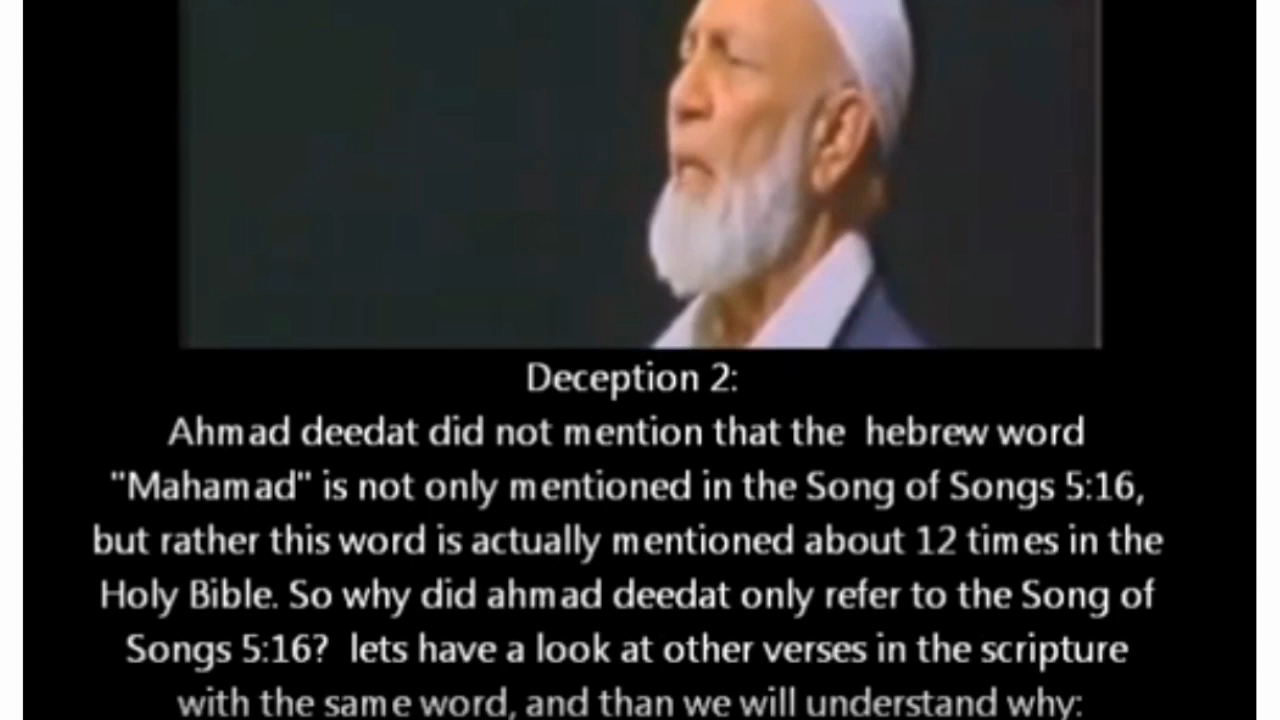 Deception 2:
Ahmad deedat did not mention that the hebrew word
"Mahamad" is not only mentioned in the Song of Songs 5:16,
but rather this word is actually mentioned about 12 times in the
Holy Bible. So why did ahmad deedat only refer to the Song of
Songs 5:16? lets have a look at other verses in the scripture
with the same word, and than we will understand why: